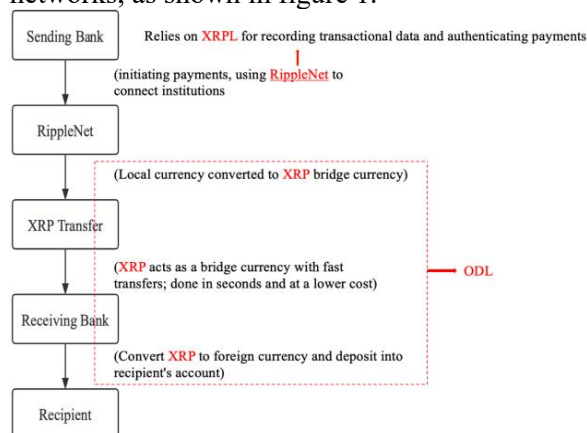 networks, as shown in figure 1.
Sending Bank
Relies on XRPL for recording transactional data and authenticating payments
(initiating payments, using RippleNet to
connect institutions
RippleNet
(Local currency converted to XRP bridge currency)
XRP Transfer
(XRP acts as a bridge currency with fast
transfers; done in seconds and at a lower cost)
ODL
Receiving Bank
(Convert XRP to foreign currency and deposit into
recipient's account)
Recipient